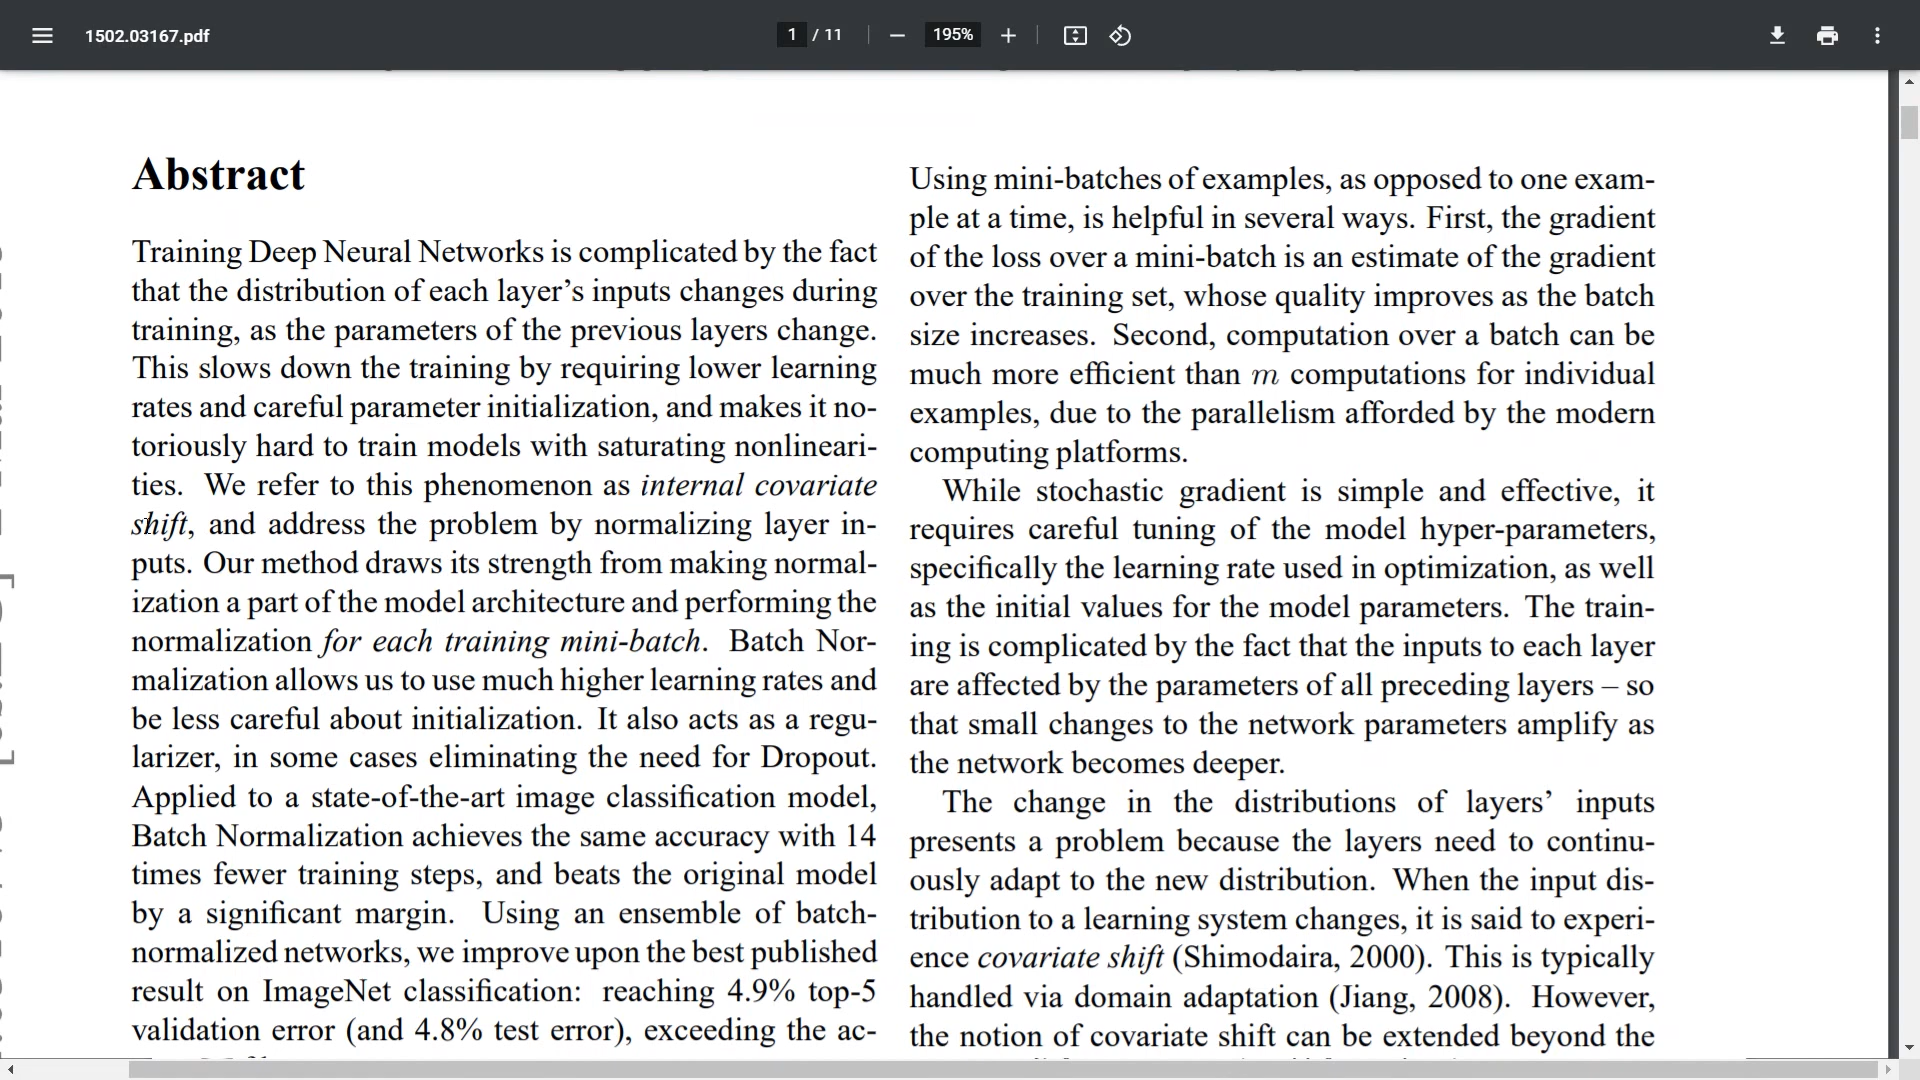 1502.03167.pdf
1 / 11
195%
Abstract
Training Deep Neural Networks is complicated by the fact
that the distribution of each layer’s inputs changes during
training, as the parameters of the previous layers change.
This slows down the training by requiring lower learning
rates and careful parameter initialization, and makes it no-
toriously hard to train models with saturating nonlineari-
ties. We refer to this phenomenon as internal covariate
shift, and address the problem by normalizing layer in-
puts. Our method draws its strength from making normal-
ization a part of the model architecture and performing the
normalization for each training mini-batch. Batch Nor-
malization allows us to use much higher learning rates and
be less careful about initialization. It also acts as a regu-
larizer, in some cases eliminating the need for Dropout.
Applied to a state-of-the-art image classification model,
Batch Normalization achieves the same accuracy with 14
times fewer training steps, and beats the original model
by a significant margin. Using an ensemble of batch-
normalized networks, we improve upon the best published
result on ImageNet classification: reaching 4.9% top-5
validation error (and 4.8% test error), exceeding the ac-
Using mini-batches of examples, as opposed to one exam-
ple at a time, is helpful in several ways. First, the gradient
of the loss over a mini-batch is an estimate of the gradient
over the training set, whose quality improves as the batch
size increases. Second, computation over a batch can be
much more efficient than m computations for individual
examples, due to the parallelism afforded by the modern
computing platforms.
While stochastic gradient is simple and effective, it
requires careful tuning of the model hyper-parameters,
specifically the learning rate used in optimization, as well
as the initial values for the model parameters. The train-
ing is complicated by the fact that the inputs to each layer
are affected by the parameters of all preceding layers – so
that small changes to the network parameters amplify as
the network becomes deeper.
The change in the distributions of layers’ inputs
presents a problem because the layers need to continu-
ously adapt to the new distribution. When the input dis-
tribution to a learning system changes, it is said to experi-
ence covariate shift (Shimodaira, 2000). This is typically
handled via domain adaptation (Jiang, 2008). However,
the notion of covariate shift can be extended beyond the